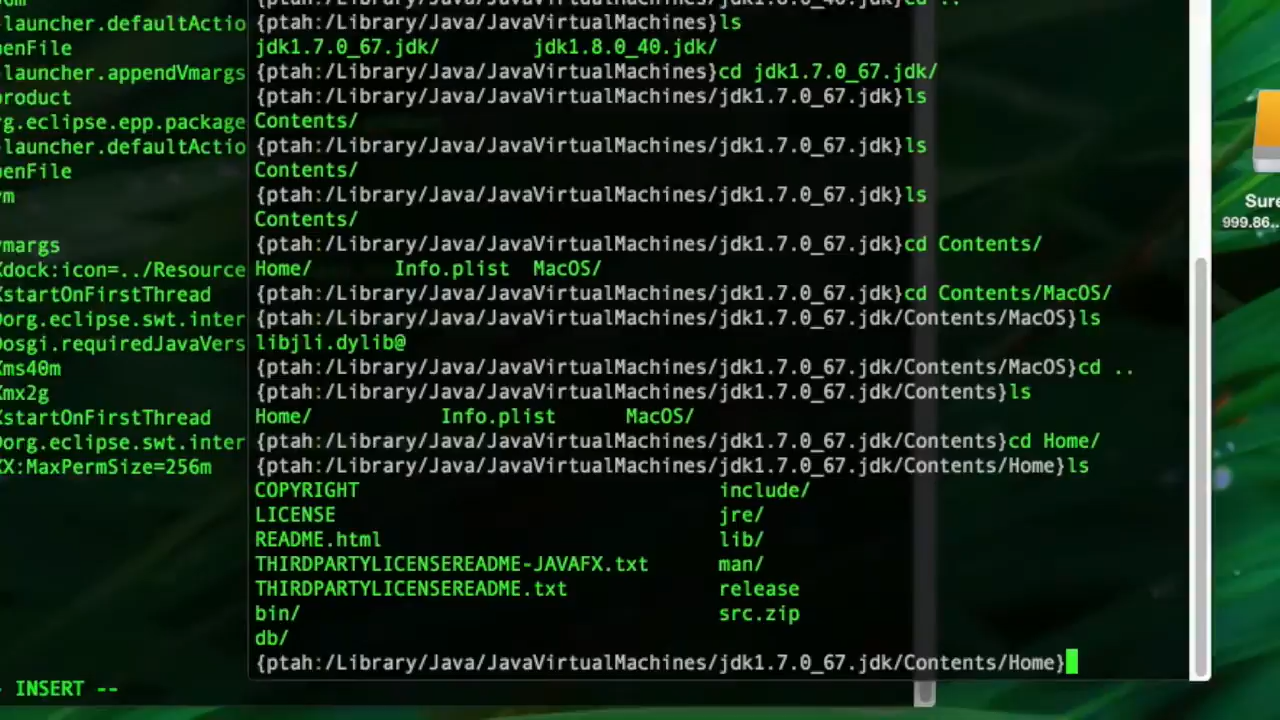 -launcher.defaultActio
penFile
-launcher.appendVmargs
product
rg.eclipse.epp.package
-launcher.defaultActio
penFile
vm
vmargs
Xdock:icon=../Resource
XstartOnFirstThread
Dorg.eclipse.swt.inter
Dosgi.requiredJavaVers
Xms40m
Xmx2g
XstartOnFirstThread
Dorg.eclipse.swt.inter
XX:MaxPermSize=256m
- INSERT --
{ptah:/Library/Java/JavaVirtualMachines}ls
jdk1.7.0_67.jdk/ jdk1.8.0_40.jdk/
{ptah:/Library/Java/JavaVirtualMachines}cd jdk1.7.0_67.jdk/
{ptah:/Library/Java/JavaVirtualMachines/jdk1.7.0_67.jdk}ls
Contents/
{ptah:/Library/Java/JavaVirtualMachines/jdk1.7.0_67.jdk}ls
Contents/
{ptah:/Library/Java/JavaVirtualMachines/jdk1.7.0_67.jdk}ls
Contents/
{ptah:/Library/Java/JavaVirtualMachines/jdk1.7.0_67.jdk}cd Contents/
Home/ Info.plist MacOS/
{ptah:/Library/Java/JavaVirtualMachines/jdk1.7.0_67.jdk}cd Contents/MacOS/
{ptah:/Library/Java/JavaVirtualMachines/jdk1.7.0_67.jdk/Contents/MacOS}ls
libjli.dylib@
{ptah:/Library/Java/JavaVirtualMachines/jdk1.7.0_67.jdk/Contents/MacOS}cd ..
{ptah:/Library/Java/JavaVirtualMachines/jdk1.7.0_67.jdk/Contents}ls
Home/ Info.plist MacOS/
{ptah:/Library/Java/JavaVirtualMachines/jdk1.7.0_67.jdk/Contents}cd Home/
{ptah:/Library/Java/JavaVirtualMachines/jdk1.7.0_67.jdk/Contents/Home}ls
COPYRIGHT include/
LICENSE jre/
README.html lib/
THIRDPARTYLICENSEREADME-JAVAFX.txt man/
THIRDPARTYLICENSEREADME.txt release
bin/ src.zip
db/
{ptah:/Library/Java/JavaVirtualMachines/jdk1.7.0_67.jdk/Contents/Home}
Sure
999.86...